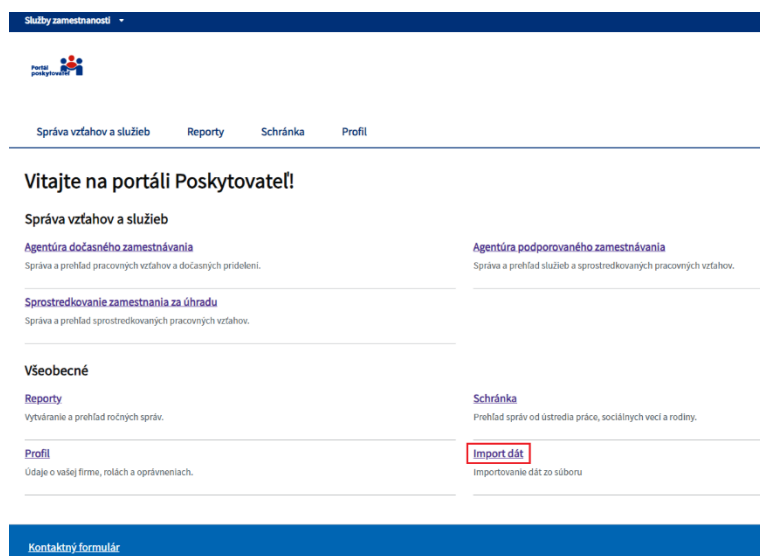 Služby zamestnanosti
Portál
poskytovateľ
Správa vzťahov a služieb Reporty Schránka Profil
Vitajte na portáli Poskytovateľ!
Správa vzťahov a služieb
Agentúra dočasného zamestnávania Agentúra podporovaného zamestnávania
Správa a prehľad pracovných vzťahov a dočasných pridelení. Správa a prehľad služieb a sprostredkovaných pracovných vzťahov.
Sprostredkovanie zamestnania za úhradu
Správa a prehľad sprostredkovaných pracovných vzťahov.
Všeobecné
Reporty Schránka
Vytváranie a prehľad ročných správ. Prehľad správ od ústredia práce, sociálnych vecí a rodiny.
Profil Import dát
Údaje o vašej firme, rolách a oprávneniach. Importovanie dát zo súboru
Kontaktný formulár